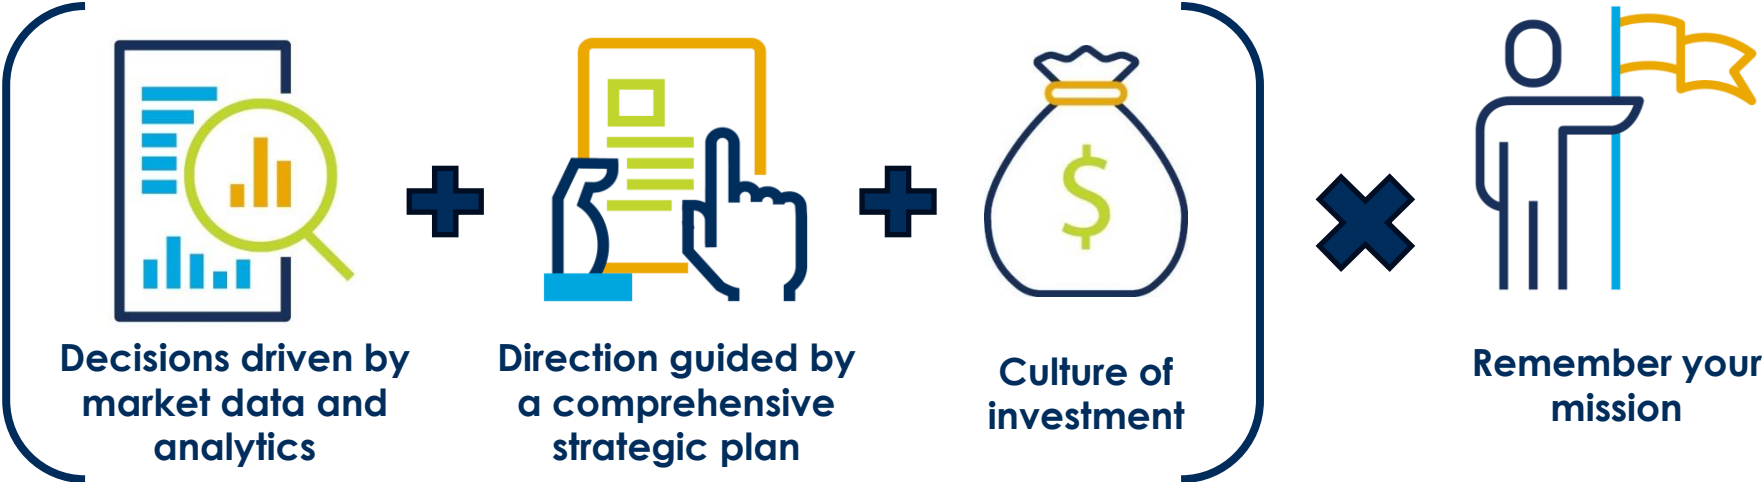 $
Decisions driven by
market data and
analytics
Direction guided by
a comprehensive
strategic plan
Culture of
investment
Remember your
mission